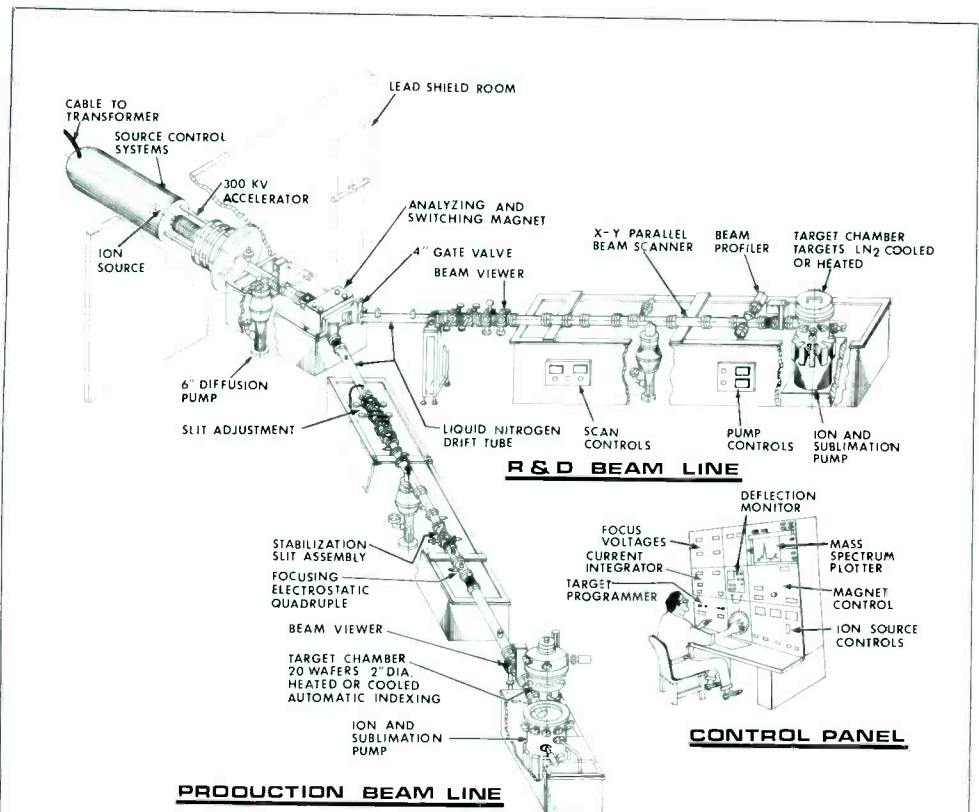 LEAD SHIELD ROOM
CABLE TO
TRANSFORMER
SOURCE CONTROL
SYSTEMS
300 KV
ACCELERATOR
ION
SOURCE
ANALYZING AND
SWITCHING MAGNET
4" GATE VALVE
BEAM VIEWER
X-Y PARALLEL
BEAM SCANNER
BEAM
PROFILER
TARGET CHAMBER
TARGETS LN2 COOLED
OR HEATED
6" DIFFUSION
PUMP
SLIT ADJUSTMENT
LIQUID NITROGEN
DRIFT TUBE
SCAN
CONTROLS
PUMP
CONTROLS
ION AND
SUBLIMATION
PUMP
R & D BEAM LINE
STABILIZATION
SLIT ASSEMBLY
FOCUSING
ELECTROSTATIC
QUADRUPLE
BEAM VIEWER
TARGET CHAMBER
20 WAFERS 2" DIA.
HEATED OR COOLED
AUTOMATIC INDEXING
ION AND
SUBLIMATION
PUMP
PRODUCTION BEAM LINE
DEFLECTION
MONITOR
FOCUS
VOLTAGES
CURRENT
INTEGRATOR
TARGET
PROGRAMMER
MASS
SPECTRUM
PLOTTER
MAGNET
CONTROL
ION SOURCE
CONTROLS
CONTROL PANEL